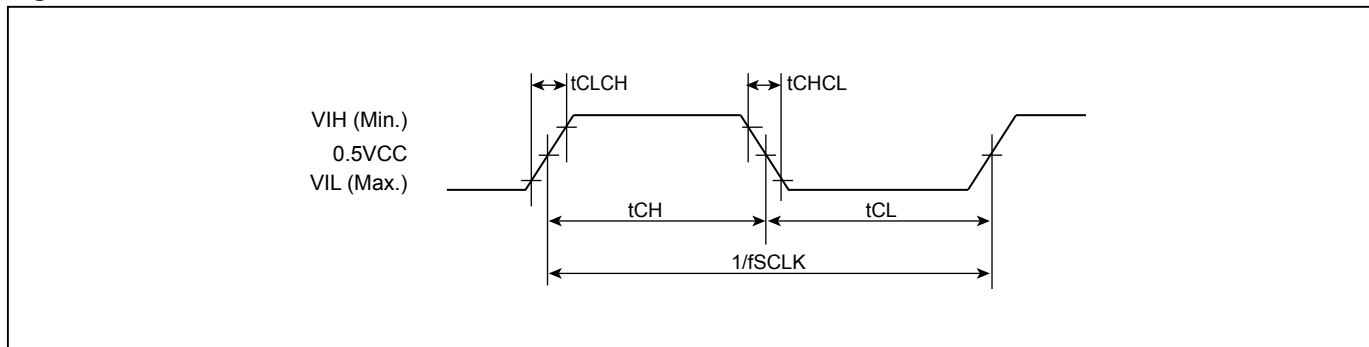 tCLCH
tCHCL
VIH (Min.)
0.5VCC
VIL (Max.)
tCH
tCL
1/fSCLK